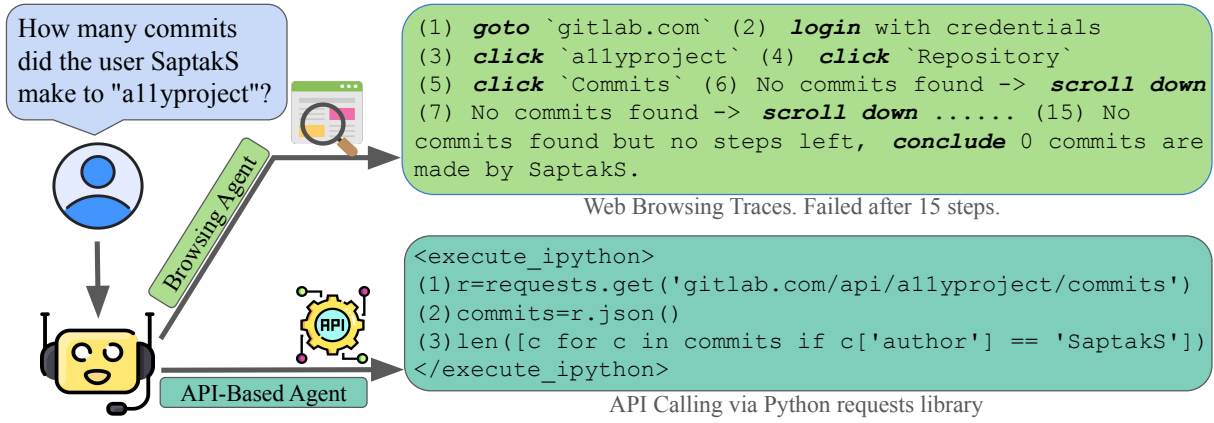 How many commits
did the user SaptakS
make to "a11yproject"?
(1) goto `gitlab.com` (2) login with credentials
(3) click `a11yproject` (4) click `Repository`
(5) click `Commits` (6) No commits found -> scroll down
(7) No commits found -> scroll down ...... (15) No
commits found but no steps left, conclude 0 commits are
made by SaptakS.
Web Browsing Traces. Failed after 15 steps.
Browsing Agent
<execute_ipython>
(1)r=requests.get('gitlab.com/api/a11yproject/commits')
(2)commits=r.json()
(3)len([c for c in commits if c['author'] == 'SaptakS'])
</execute_ipython>
API
API-Based Agent
API Calling via Python requests library